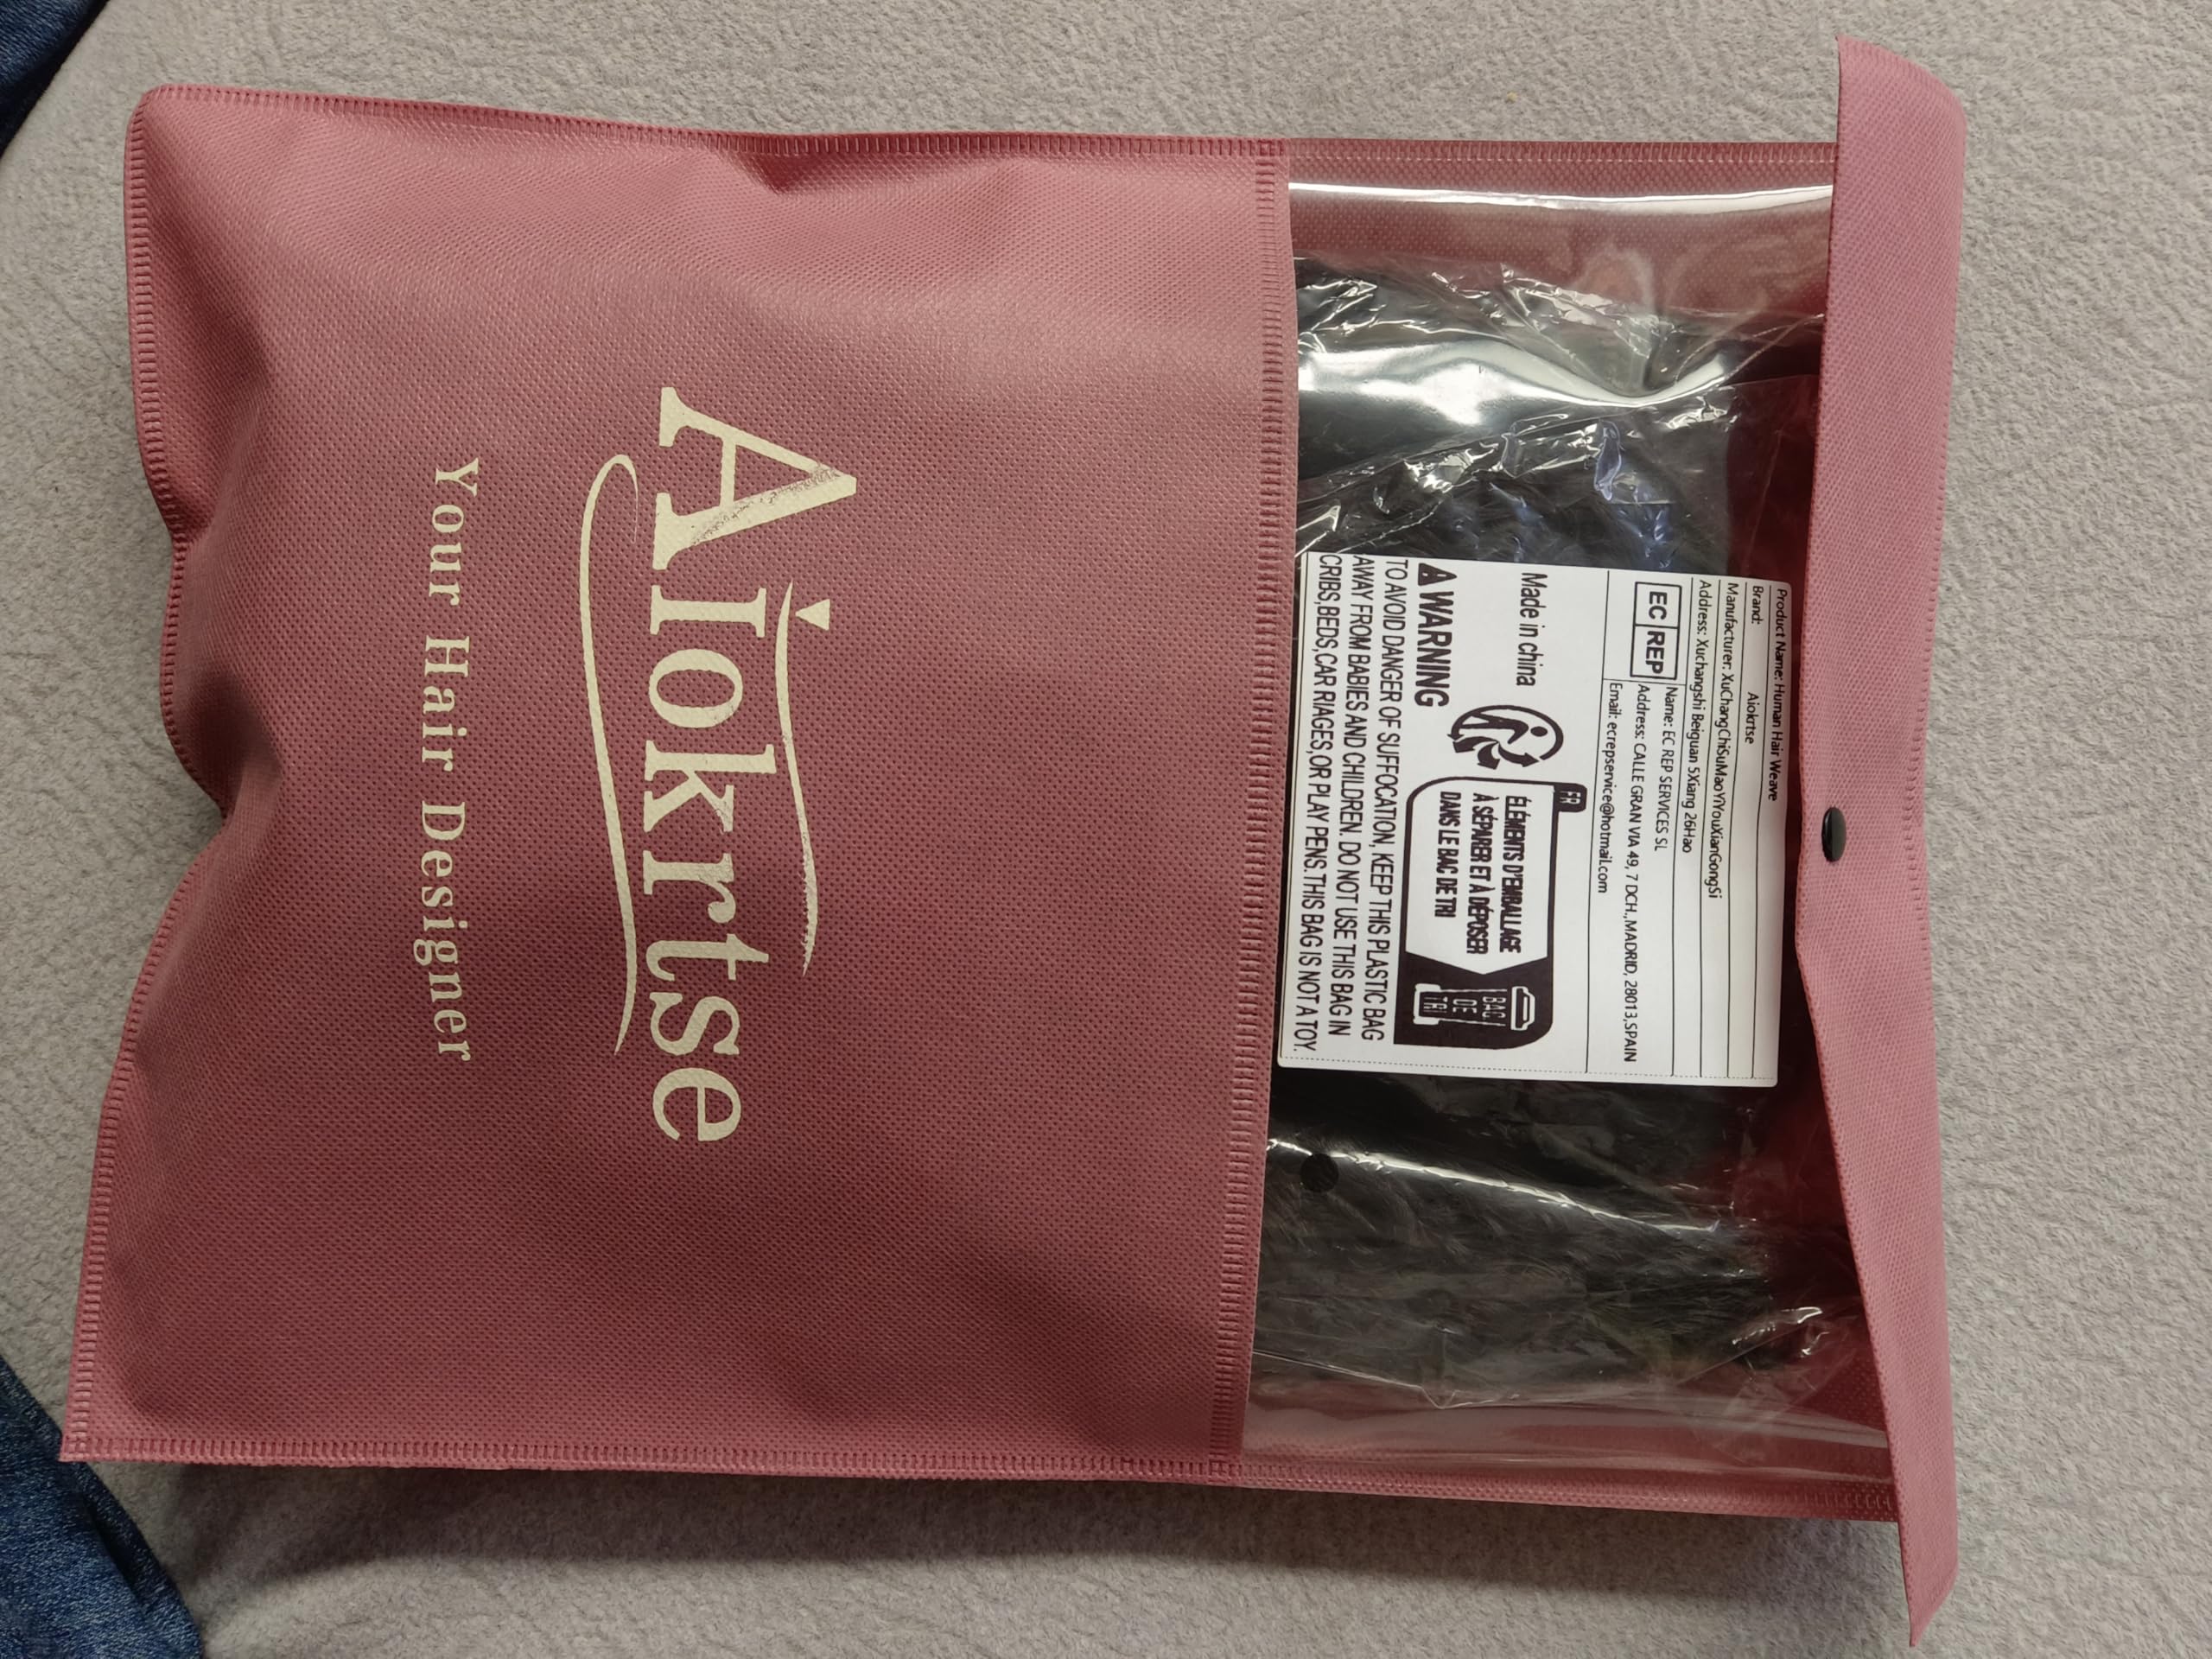 Product Name: Human Hair Weave
Brand: Aiokrtse
Manufacturer: XuChangChiSuMaoYiYouXianGongSi
Address: Xuchangshi Beiguan 5Xiang 26Hao
EC REP
Name: EC REP SERVICES SL
Address: CALLE GRAN VIA 49, 7 DCH.,MADRID, 28013,SPAIN
Email: ecrepservice@hotmail.com
Made in china
FR
ÉLÉMENTS D'EMBALLAGE
À SÉPARER ET À DÉPOSER
DANS LE BAC DE TRI
BAC
DE
TRI
WARNING
TO AVOID DANGER OF SUFFOCATION, KEEP THIS PLASTIC BAG
AWAY FROM BABIES AND CHILDREN. DO NOT USE THIS BAG IN
CRIBS,BEDS,CAR RIAGES,OR PLAY PENS.THIS BAG IS NOT A TOY.
Aiokrtse
Your Hair Designer